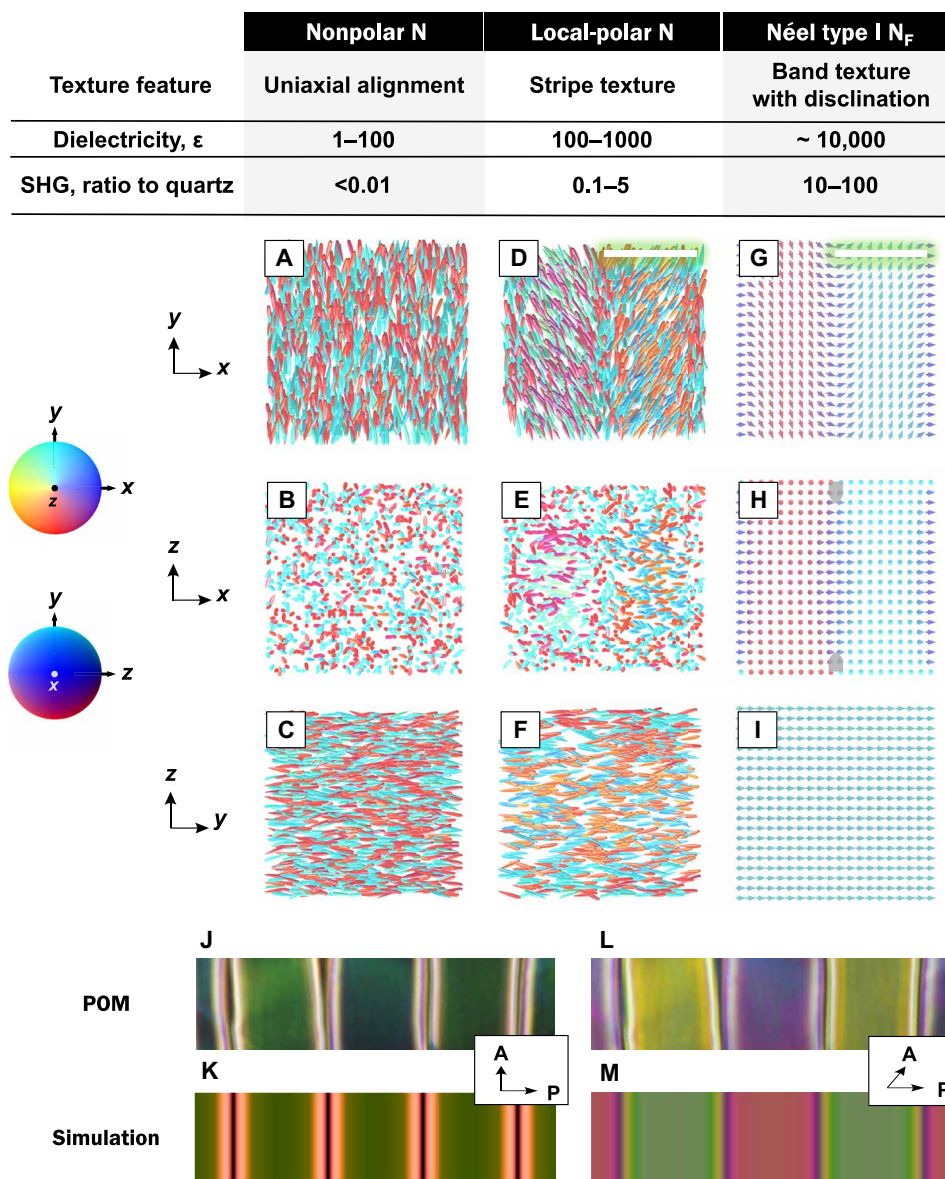 Nonpolar N Local-polar N Néel type I N_F
Texture feature Uniaxial alignment Stripe texture Band texture
with disclination
Dielectricity, ε 1–100 100–1000 ~ 10,000
SHG, ratio to quartz <0.01 0.1–5 10–100
A D G
y
x
y
x
z
B E H
z
x
y
z
x
C F I
z
y
J L
POM
A
P
A
P
K M
Simulation